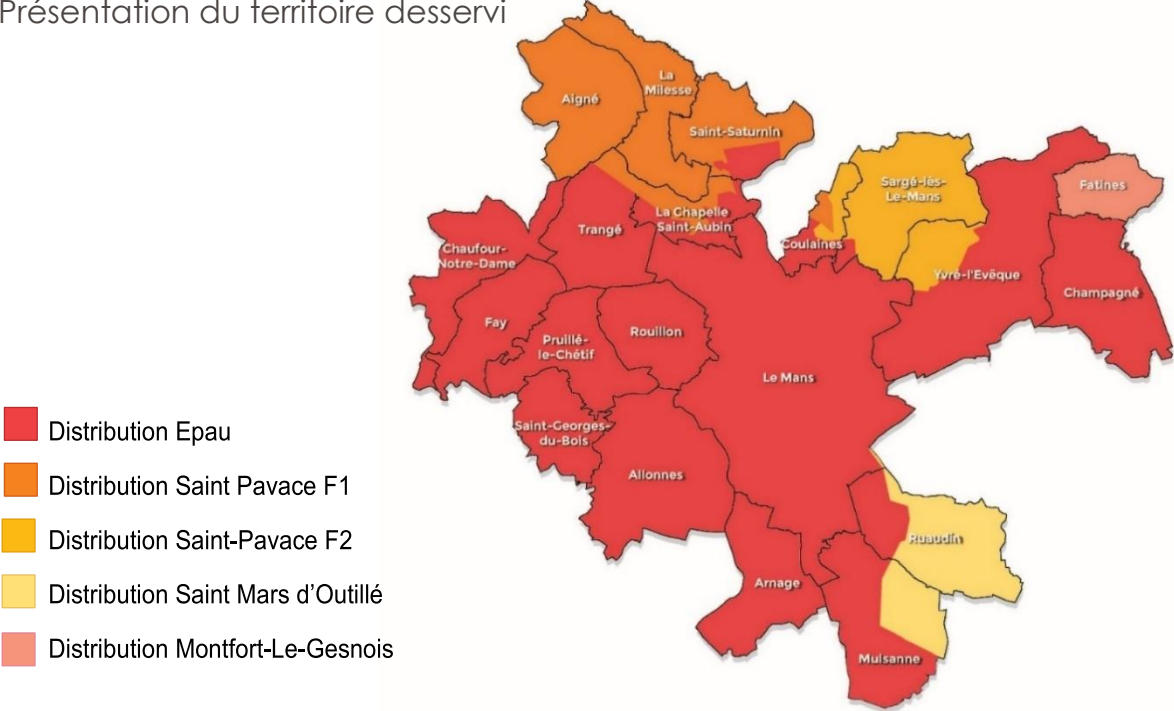 Présentation du territoire desservi
La
Milesse
Aigné
Saint-Saturnin
Sargé-lès-
Le-Mans
Fatines
La Chapelle
Saint-Aubin
Trangé
Coulaines
Chaufour-
Notre-Dame
Yvré-l'Evêque
Champagné
Fay
Rouillon
Pruillé-
le-Chétif
Le Mans
Saint-Georges-
du-Bois
Allonnes
Ruaudin
Arnage
Mulsanne
Distribution Epau
Distribution Saint Pavace F1
Distribution Saint-Pavace F2
Distribution Saint Mars d’Outillé
Distribution Montfort-Le-Gesnois